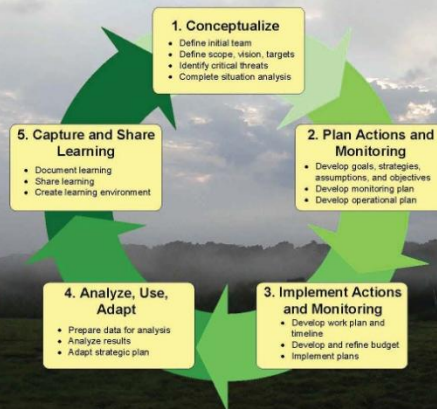 1. Conceptualize
• Define initial team
• Define scope, vision, targets
• Identify critical threats
• Complete situation analysis
2. Plan Actions and
Monitoring
• Develop goals, strategies,
assumptions, and objectives
• Develop monitoring plan
• Develop operational plan
3. Implement Actions
and Monitoring
• Develop work plan and
timeline
• Develop and refine budget
• Implement plans
4. Analyze, Use,
Adapt
• Prepare data for analysis
• Analyze results
• Adapt strategic plan
5. Capture and Share
Learning
• Document learning
• Share learning
• Create learning environment